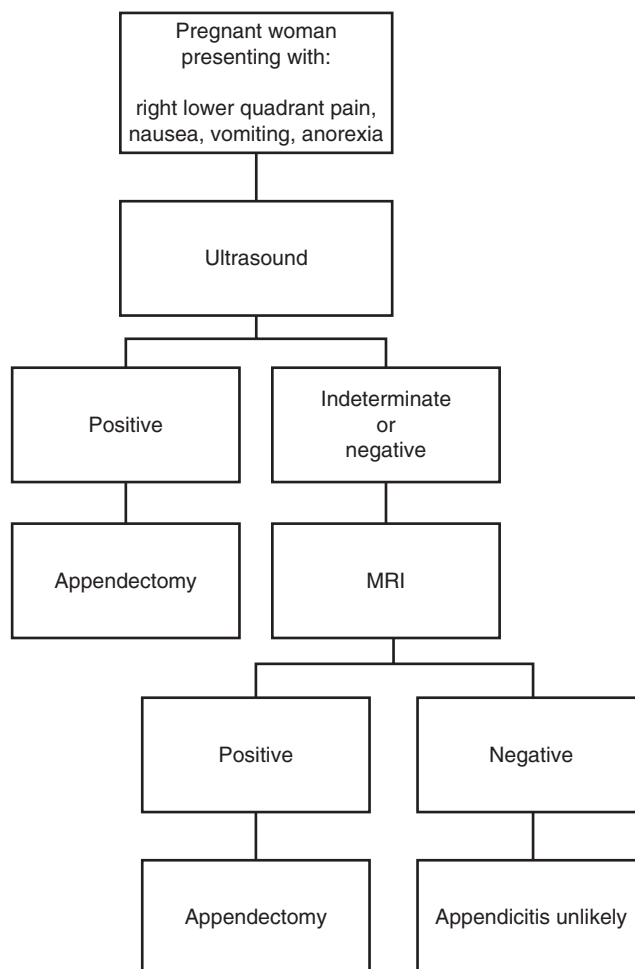 Pregnant woman
presenting with:
right lower quadrant pain,
nausea, vomiting, anorexia
Ultrasound
Positive
Indeterminate
or
negative
Appendectomy
MRI
Positive
Negative
Appendectomy
Appendicitis unlikely